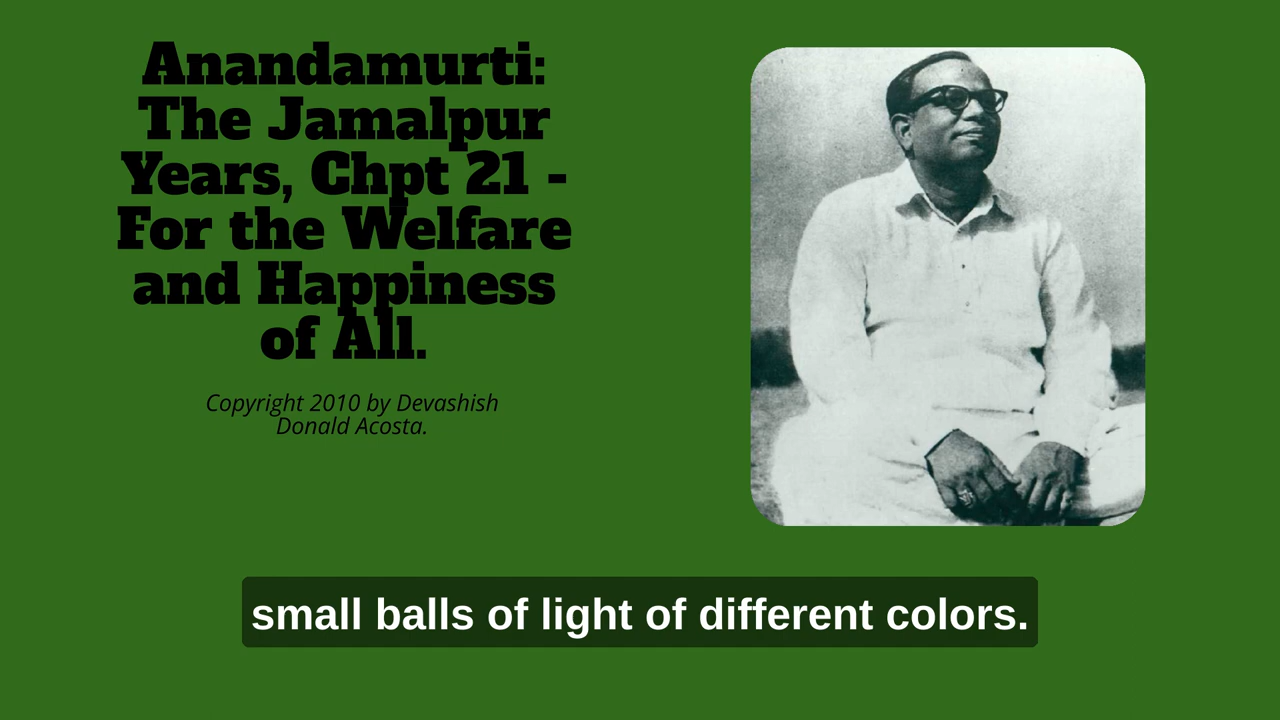 Anandamurti:
The Jamalpur
Years, Chpt 21 -
For the Welfare
and Happiness
of All.
Copyright 2010 by Devashish
Donald Acosta.
small balls of light of different colors.